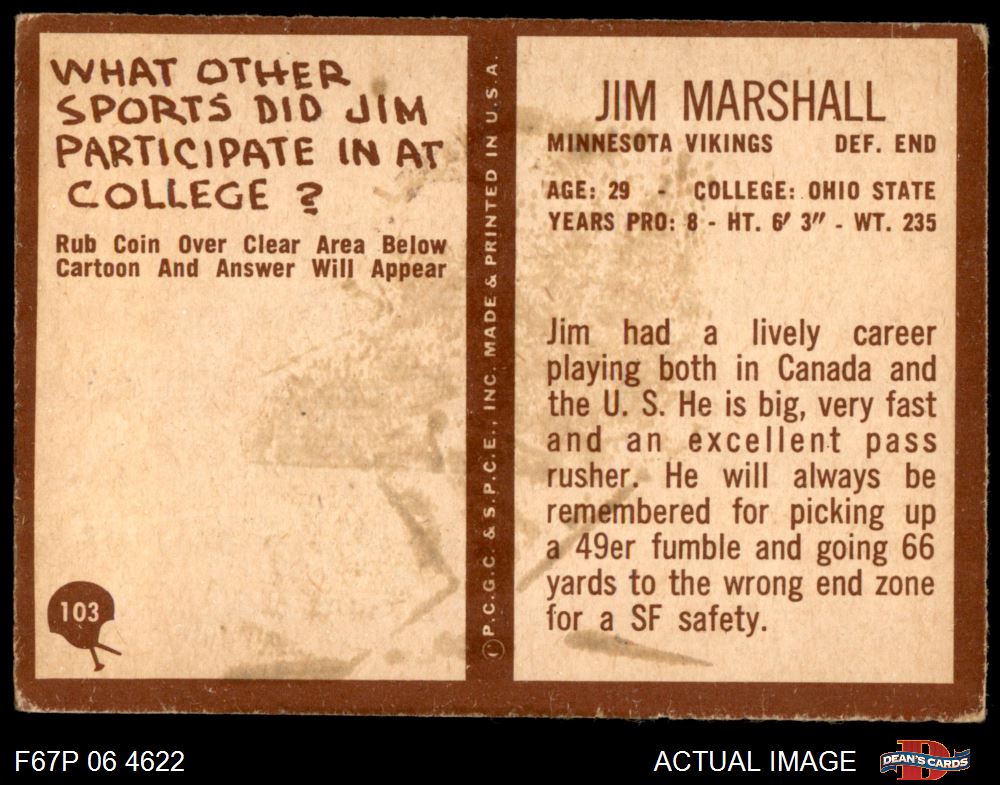 WHAT OTHER
SPORTS DID JIM
PARTICIPATE IN AT
COLLEGE ?
Rub Coin Over Clear Area Below
Cartoon And Answer Will Appear
103
©P.C.G.C. & S.P.C.E., INC. MADE & PRINTED IN U.S.A.
JIM MARSHALL
MINNESOTA VIKINGS DEF. END
AGE: 29 - COLLEGE: OHIO STATE
YEARS PRO: 8 - HT. 6' 3" - WT. 235
Jim had a lively career
playing both in Canada and
the U. S. He is big, very fast
and an excellent pass
rusher. He will always be
remembered for picking up
a 49er fumble and going 66
yards to the wrong end zone
for a SF safety.
F67P 06 4622
ACTUAL IMAGE
DEAN'S CARDS